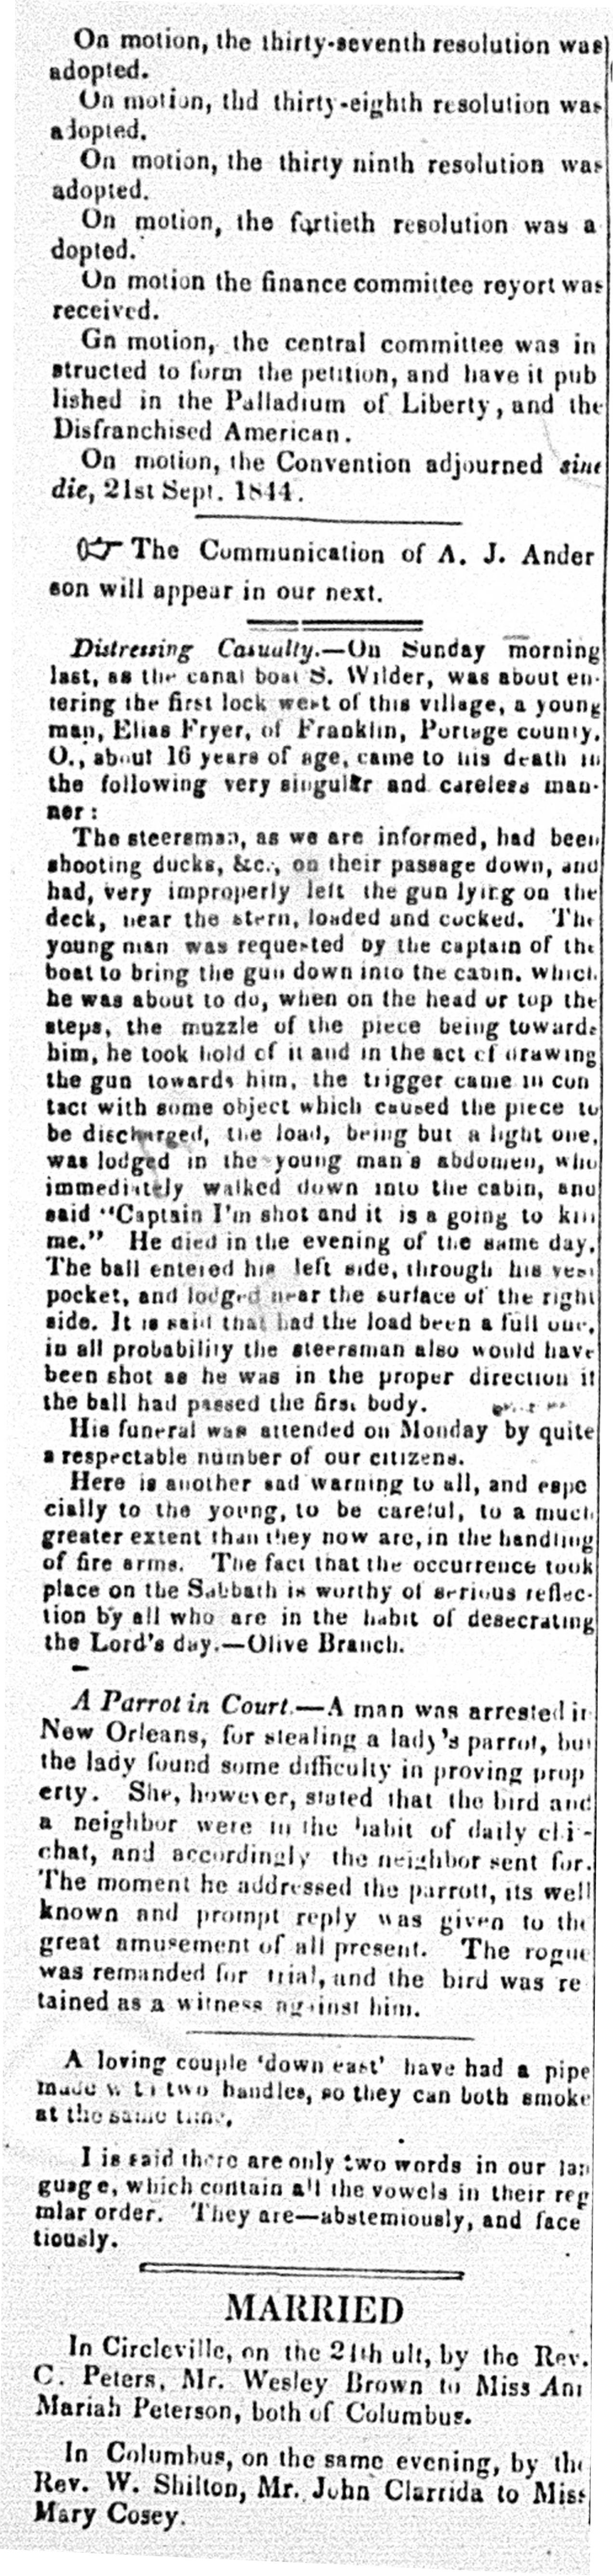 On motion, the thirty-seventh resolution was
adopted.
On motion, thd thirty-eighth resolution was
adopted.
On motion, the thirty ninth resolution was
adopted.
On motion, the fortieth resolution was a
dopted.
On motion the finance committee reyort was
received.
Gn motion, the central committee was in
structed to form the petition, and have it pub
lished in the Palladium of Liberty, and the
Disfranchised American.
On motion, the Convention adjourned sine
die, 21st Sept. 1844.
☞ The Communication of A. J. Ander
son will appear in our next.
Distressing Casualty.—On Sunday morning
last, as the canal boat S. Wilder, was about en-
tering the first lock west of this village, a young
man, Elias Fryer, of Franklin, Portage county,
O., about 16 years of age, came to his death in
the following very singular and careless man-
ner:
The steersman, as we are informed, had been
shooting ducks, &c., on their passage down, and
had, very improperly left the gun lying on the
deck, near the stern, loaded and cocked. The
young man was requested by the captain of the
boat to bring the gun down into the cabin, which
he was about to do, when on the head or top the
steps, the muzzle of the piece being towards
him, he took hold of it and in the act of drawing
the gun towards him, the trigger came in con
tact with some object which caused the piece to
be discharged, the load, being but a light one,
was lodged in the young man's abdomen, who
immediately walked down into the cabin, and
said "Captain I'm shot and it is a going to kill
me." He died in the evening of the same day.
The ball entered his left side, through his vest
pocket, and lodged near the surface of the right
side. It is said that had the load been a full one,
in all probability the steersman also would have
been shot as he was in the proper direction if
the ball had passed the first body.
His funeral was attended on Monday by quite
a respectable number of our citizens.
Here is another sad warning to all, and espe
cially to the young, to be careful, to a much
greater extent than they now are, in the handling
of fire arms. The fact that the occurrence took
place on the Sabbath is worthy of serious reflec-
tion by all who are in the habit of desecrating
the Lord's day.—Olive Branch.
A Parrot in Court.—A man was arrested in
New Orleans, for stealing a lady's parrot, but
the lady found some difficulty in proving prop
erty. She, however, stated that the bird and
a neighbor were in the habit of daily chi-
chat, and accordingly the neighbor sent for.
The moment he addressed the parrott, its well
known and prompt reply was given to the
great amusement of all present. The rogue
was remanded for trial, and the bird was re
tained as a witness against him.
A loving couple 'down east' have had a pipe
made with two handles, so they can both smoke
at the same time.
I is said there are only two words in our lan
guage, which contain all the vowels in their reg
mlar order. They are—abstemiously, and face
tiously.
MARRIED
In Circleville, on the 24th ult, by the Rev.
C. Peters, Mr. Wesley Brown to Miss Ann
Mariah Peterson, both of Columbus.
In Columbus, on the same evening, by the
Rev. W. Shilton, Mr. John Clarrida to Miss
Mary Cosey.